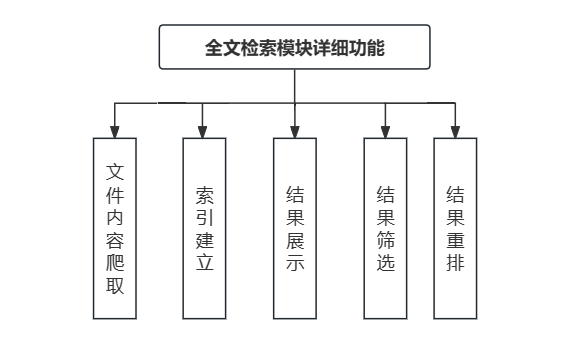 全文检索模块详细功能
文件内容爬取
索引建立
结果展示
结果筛选
结果重排